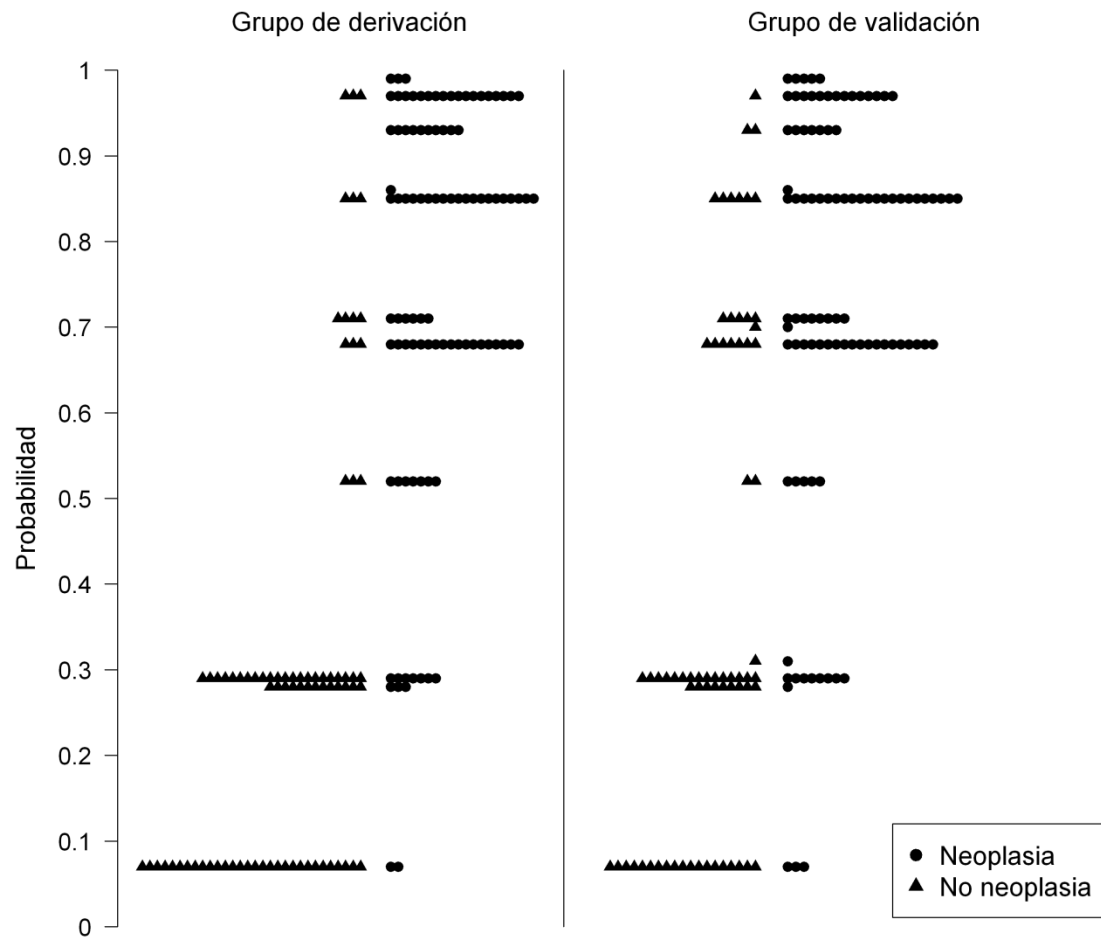 Grupo de derivación
Grupo de validación
Probabilidad
1
0.9
0.8
0.7
0.6
0.5
0.4
0.3
0.2
0.1
0
Neoplasia
No neoplasia